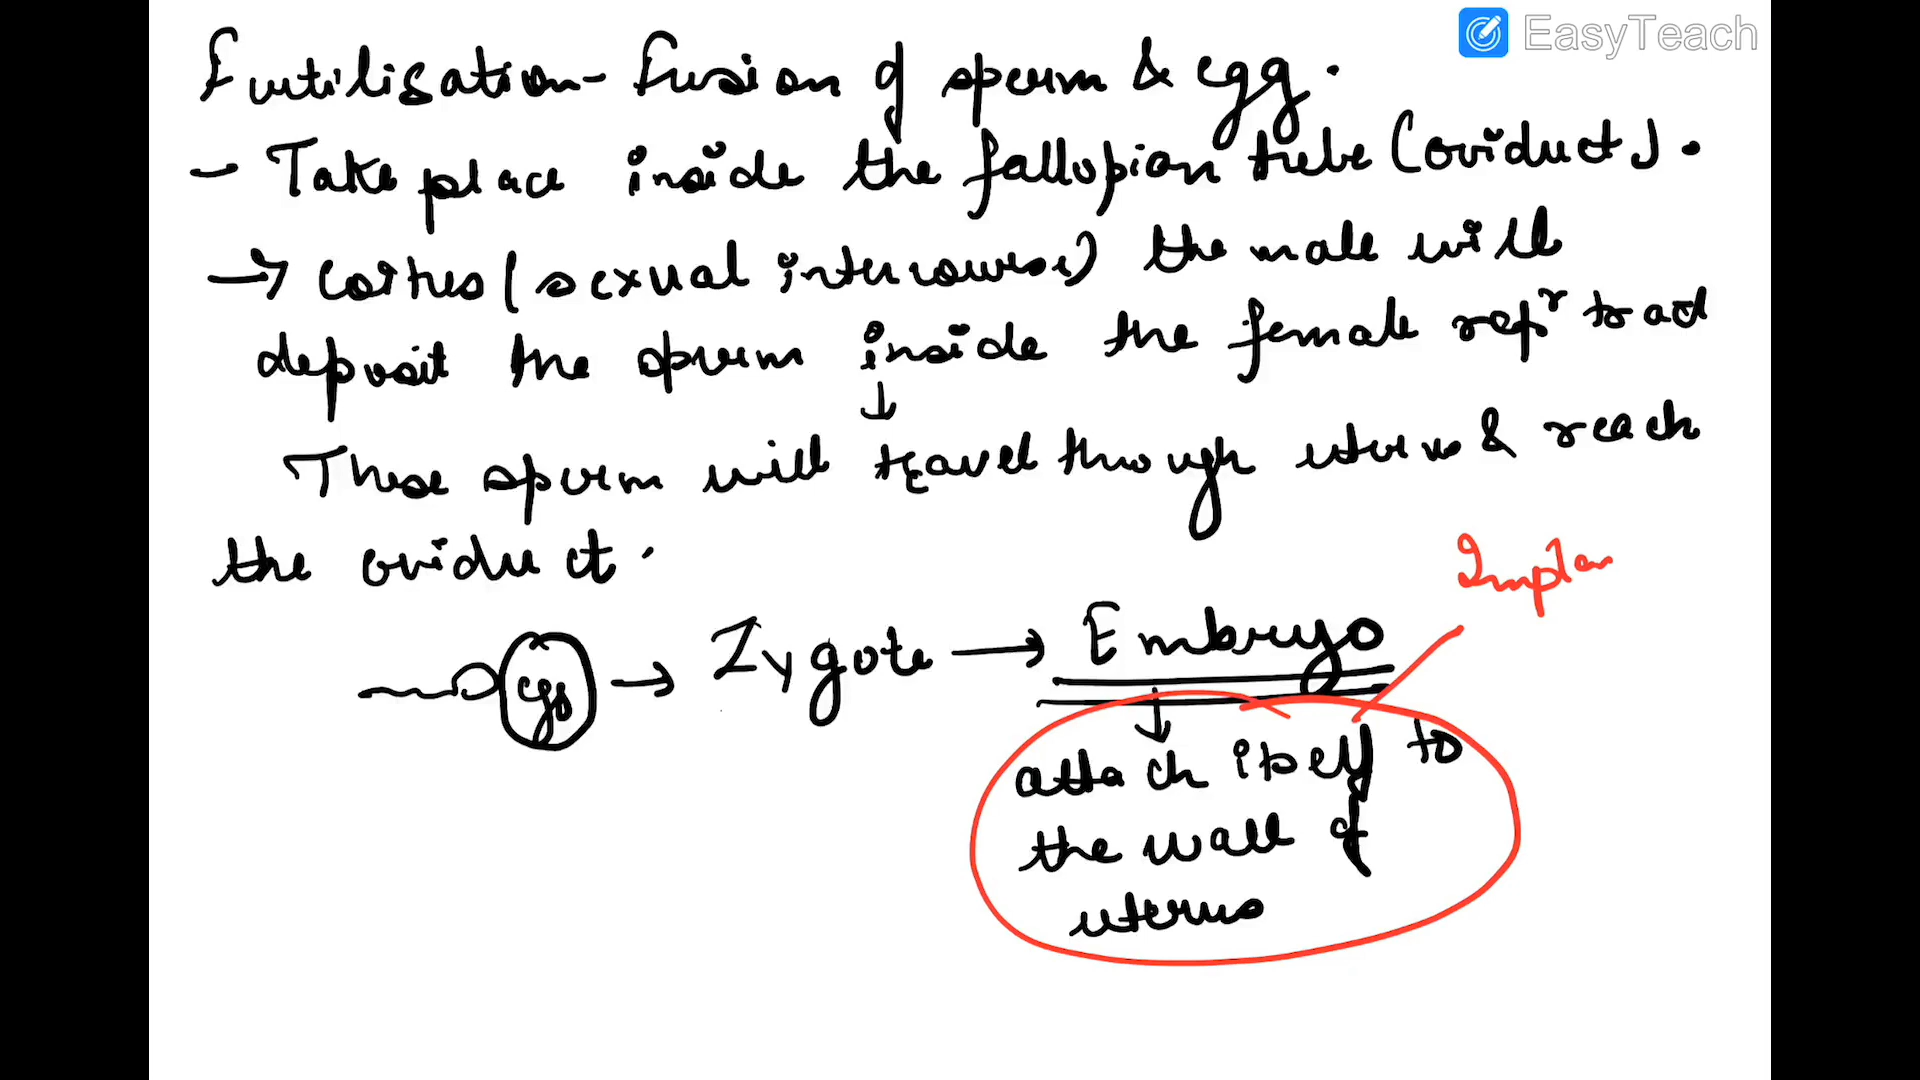 EasyTeach
Fertilisation - Fusion of sperm & egg.
- Take place inside the fallopian tube (oviduct).
→ Coitus (sexual intercourse) the male will
deposit the sperm inside the female repr tract
↓
These sperm will travel through uterus & reach
the oviduct.
Implan
egg → Zygote → Embryo
↓
attach itself to
the wall of
uterus